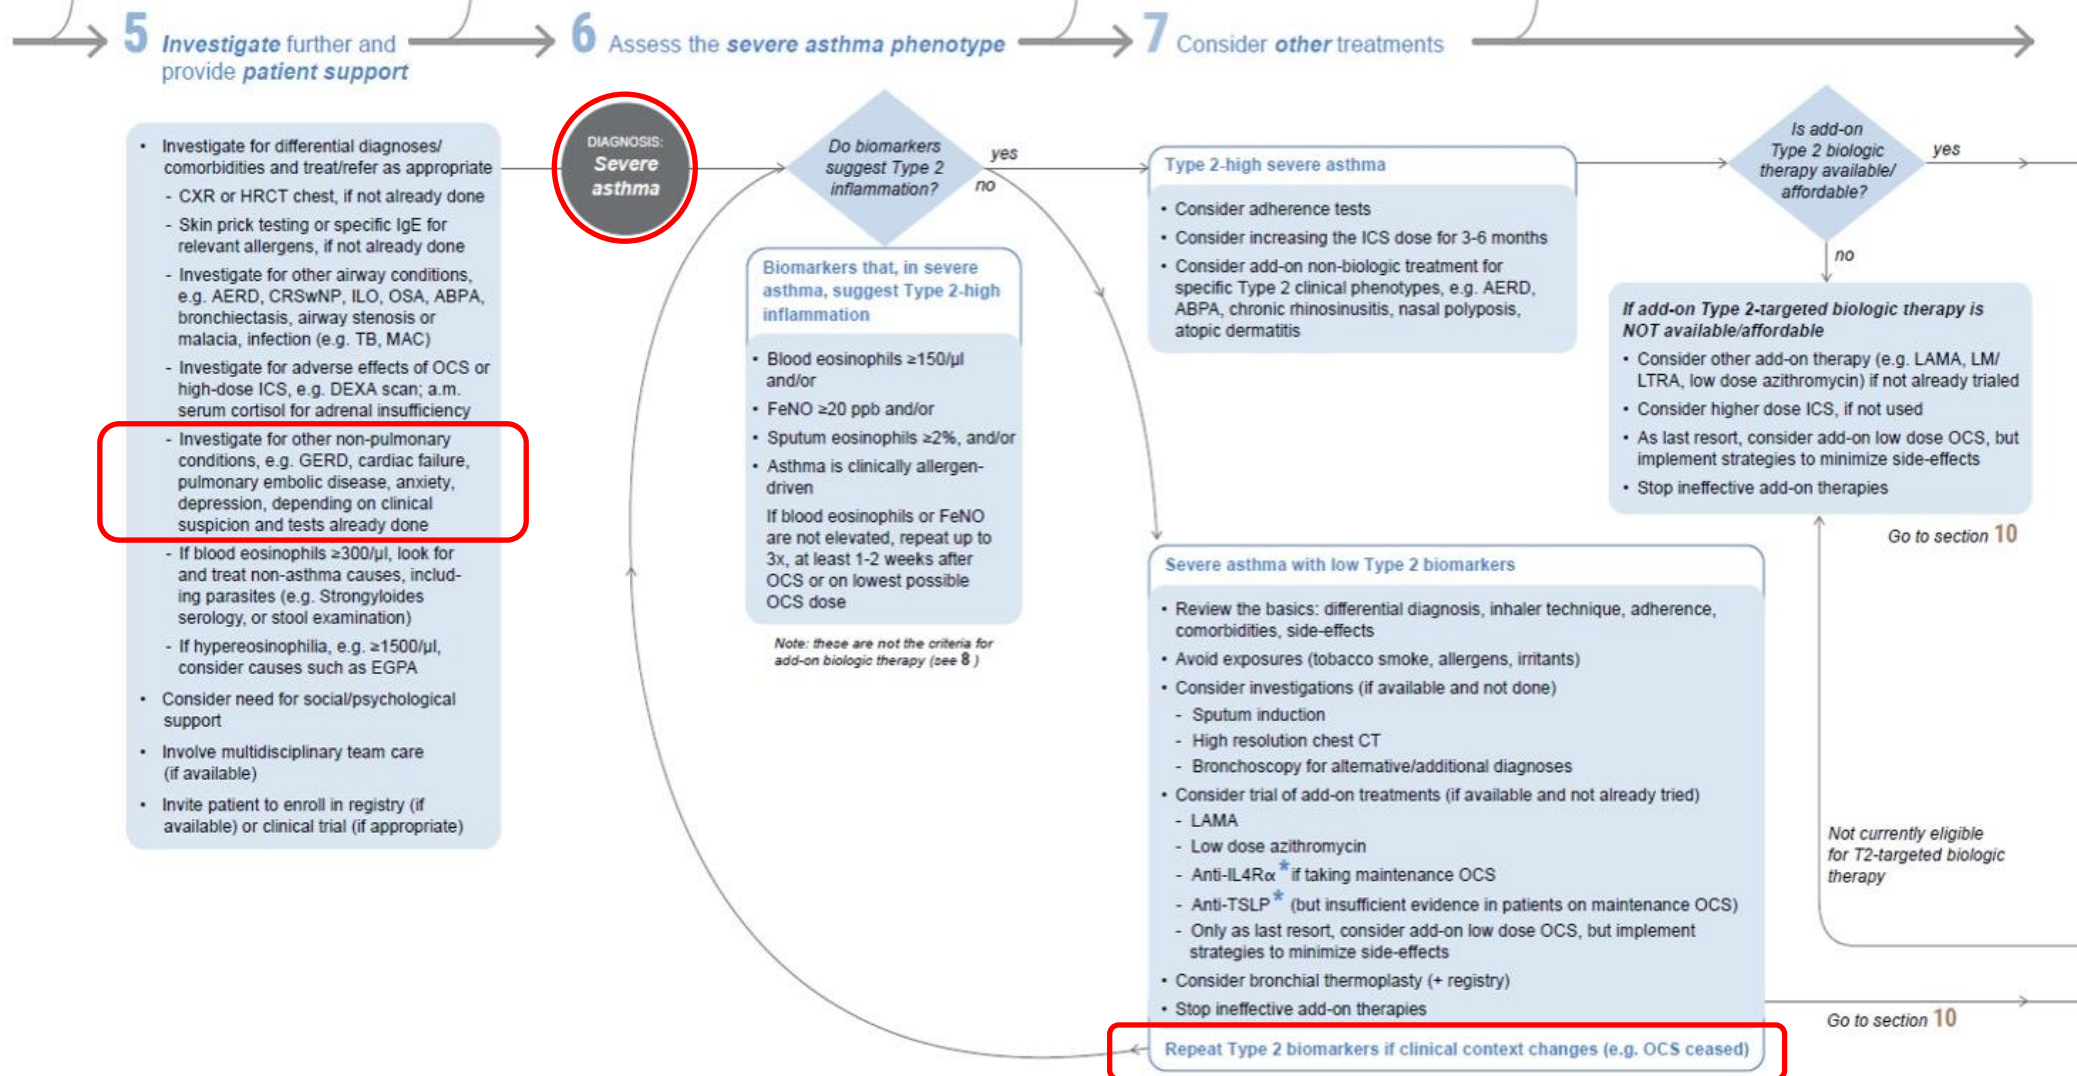 5 Investigate further and
provide patient support
6 Assess the severe asthma phenotype
7 Consider other treatments
• Investigate for differential diagnoses/
comorbidities and treat/refer as appropriate
- CXR or HRCT chest, if not already done
- Skin prick testing or specific IgE for
relevant allergens, if not already done
- Investigate for other airway conditions,
e.g. AERD, CRSwNP, ILO, OSA, ABPA,
bronchiectasis, airway stenosis or
malacia, infection (e.g. TB, MAC)
- Investigate for adverse effects of OCS or
high-dose ICS, e.g. DEXA scan; a.m.
serum cortisol for adrenal insufficiency
- Investigate for other non-pulmonary
conditions, e.g. GERD, cardiac failure,
pulmonary embolic disease, anxiety,
depression, depending on clinical
suspicion and tests already done
- If blood eosinophils ≥300/µl, look for
and treat non-asthma causes, includ-
ing parasites (e.g. Strongyloides
serology, or stool examination)
- If hypereosinophilia, e.g. ≥1500/µl,
consider causes such as EGPA
• Consider need for social/psychological
support
• Involve multidisciplinary team care
(if available)
• Invite patient to enroll in registry (if
available) or clinical trial (if appropriate)
DIAGNOSIS:
Severe
asthma
Do biomarkers
suggest Type 2
inflammation?
yes
no
Biomarkers that, in severe
asthma, suggest Type 2-high
inflammation
• Blood eosinophils ≥150/µl
and/or
• FeNO ≥20 ppb and/or
• Sputum eosinophils ≥2%, and/or
• Asthma is clinically allergen-
driven
If blood eosinophils or FeNO
are not elevated, repeat up to
3x, at least 1-2 weeks after
OCS or on lowest possible
OCS dose
Note: these are not the criteria for
add-on biologic therapy (see 8 )
Type 2-high severe asthma
• Consider adherence tests
• Consider increasing the ICS dose for 3-6 months
• Consider add-on non-biologic treatment for
specific Type 2 clinical phenotypes, e.g. AERD,
ABPA, chronic rhinosinusitis, nasal polyposis,
atopic dermatitis
Severe asthma with low Type 2 biomarkers
• Review the basics: differential diagnosis, inhaler technique, adherence,
comorbidities, side-effects
• Avoid exposures (tobacco smoke, allergens, irritants)
• Consider investigations (if available and not done)
- Sputum induction
- High resolution chest CT
- Bronchoscopy for alternative/additional diagnoses
• Consider trial of add-on treatments (if available and not already tried)
- LAMA
- Low dose azithromycin
- Anti-IL4Rα * if taking maintenance OCS
- Anti-TSLP * (but insufficient evidence in patients on maintenance OCS)
- Only as last resort, consider add-on low dose OCS, but implement
strategies to minimize side-effects
• Consider bronchial thermoplasty (+ registry)
• Stop ineffective add-on therapies
Repeat Type 2 biomarkers if clinical context changes (e.g. OCS ceased)
Is add-on
Type 2 biologic
therapy available/
affordable?
yes
no
If add-on Type 2-targeted biologic therapy is
NOT available/affordable
• Consider other add-on therapy (e.g. LAMA, LM/
LTRA, low dose azithromycin) if not already trialed
• Consider higher dose ICS, if not used
• As last resort, consider add-on low dose OCS, but
implement strategies to minimize side-effects
• Stop ineffective add-on therapies
Go to section 10
Not currently eligible
for T2-targeted biologic
therapy
Go to section 10